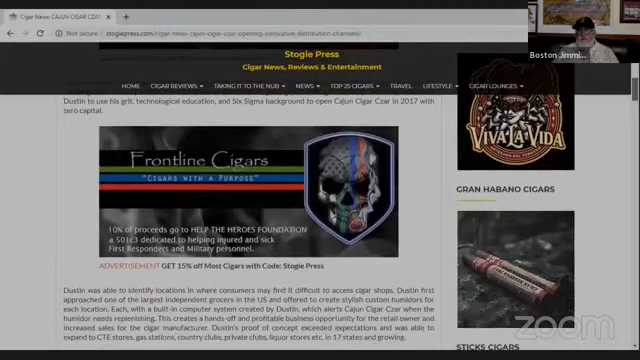 Cigar News: CAJUN CIGAR CZAR
Not secure
stogiepress.com/cigar-news-cajun-cigar-czar-opening-innovative-distribution-channels/
Boston Jimmi...
Stogie Press
Cigar News, Reviews & Entertainment
HOME
CIGAR REVIEWS
TAKING IT TO THE NUB
NEWS
TOP 25 CIGARS
TRAVEL
LIFESTYLE
CIGAR LOUNGES
Dustin to use his grit, technological education, and Six Sigma background to open Cajun Cigar Czar in 2017 with
zero capital.
Frontline Cigars
"CIGARS WITH A PURPOSE"
10% of proceeds go to HELP THE HEROES FOUNDATION
a 501c3 dedicated to helping injured and sick
First Responders and Military personnel.
ADVERTISEMENT GET 15% off Most Cigars with Code: Stogie Press
Dustin was able to identify locations in where consumers may find it difficult to access cigar shops. Dustin first
approached one of the largest independent grocers in the US and offered to create stylish custom humidors for
each location. Each, with a built-in system created by Dustin, which alerts Cajun Cigar Czar when the
humidor needs replenishing. This creates a hands-off and profitable business opportunity for the retail owner and
increased sales for the cigar manufacturer. Dustin's proof of concept exceeded expectations and was able to
expand to CTE stores, gas stations, country clubs, private clubs, liquor stores etc. in 17 states and growing.
VIVA LA VIDA
GRAN HABANO CIGARS
STICKS CIGARS
zoom